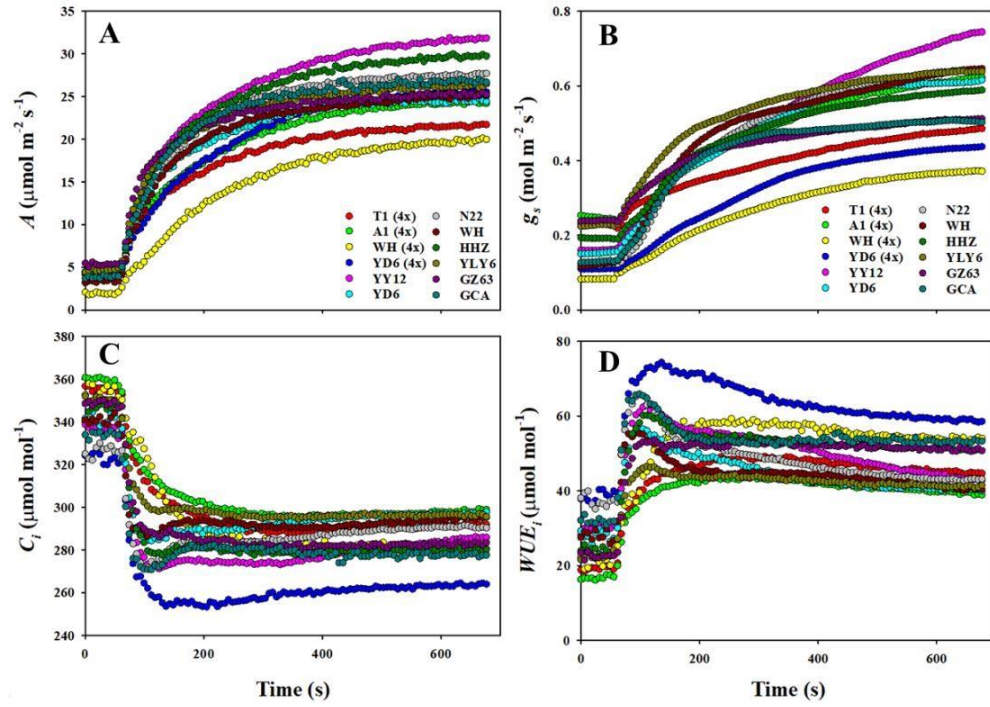 A
35
30
25
20
15
10
5
0
A (μmol m⁻² s⁻¹)
T1 (4x) N22
A1 (4x) WH
WH (4x) HHZ
YD6 (4x) YLY6
YY12 GZ63
YD6 GCA
B
0.8
0.6
0.4
0.2
0.0
gₛ (mol m⁻² s⁻¹)
T1 (4x) N22
A1 (4x) WH
WH (4x) HHZ
YD6 (4x) YLY6
YY12 GZ63
YD6 GCA
C
380
360
340
320
300
280
260
240
Cᵢ (μmol mol⁻¹)
0 200 400 600
Time (s)
D
80
60
40
20
0
WUEᵢ (μmol mol⁻¹)
0 200 400 600
Time (s)